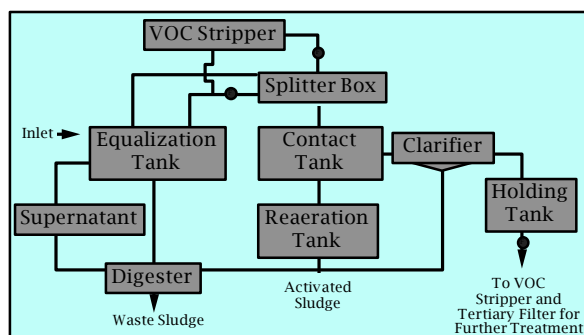 VOC Stripper
Splitter Box
Inlet
Equalization
Tank
Contact
Tank
Clarifier
Supernatant
Reaeration
Tank
Holding
Tank
Digester
Activated
Sludge
Waste Sludge
To VOC
Stripper and
Tertiary Filter for
Further Treatment